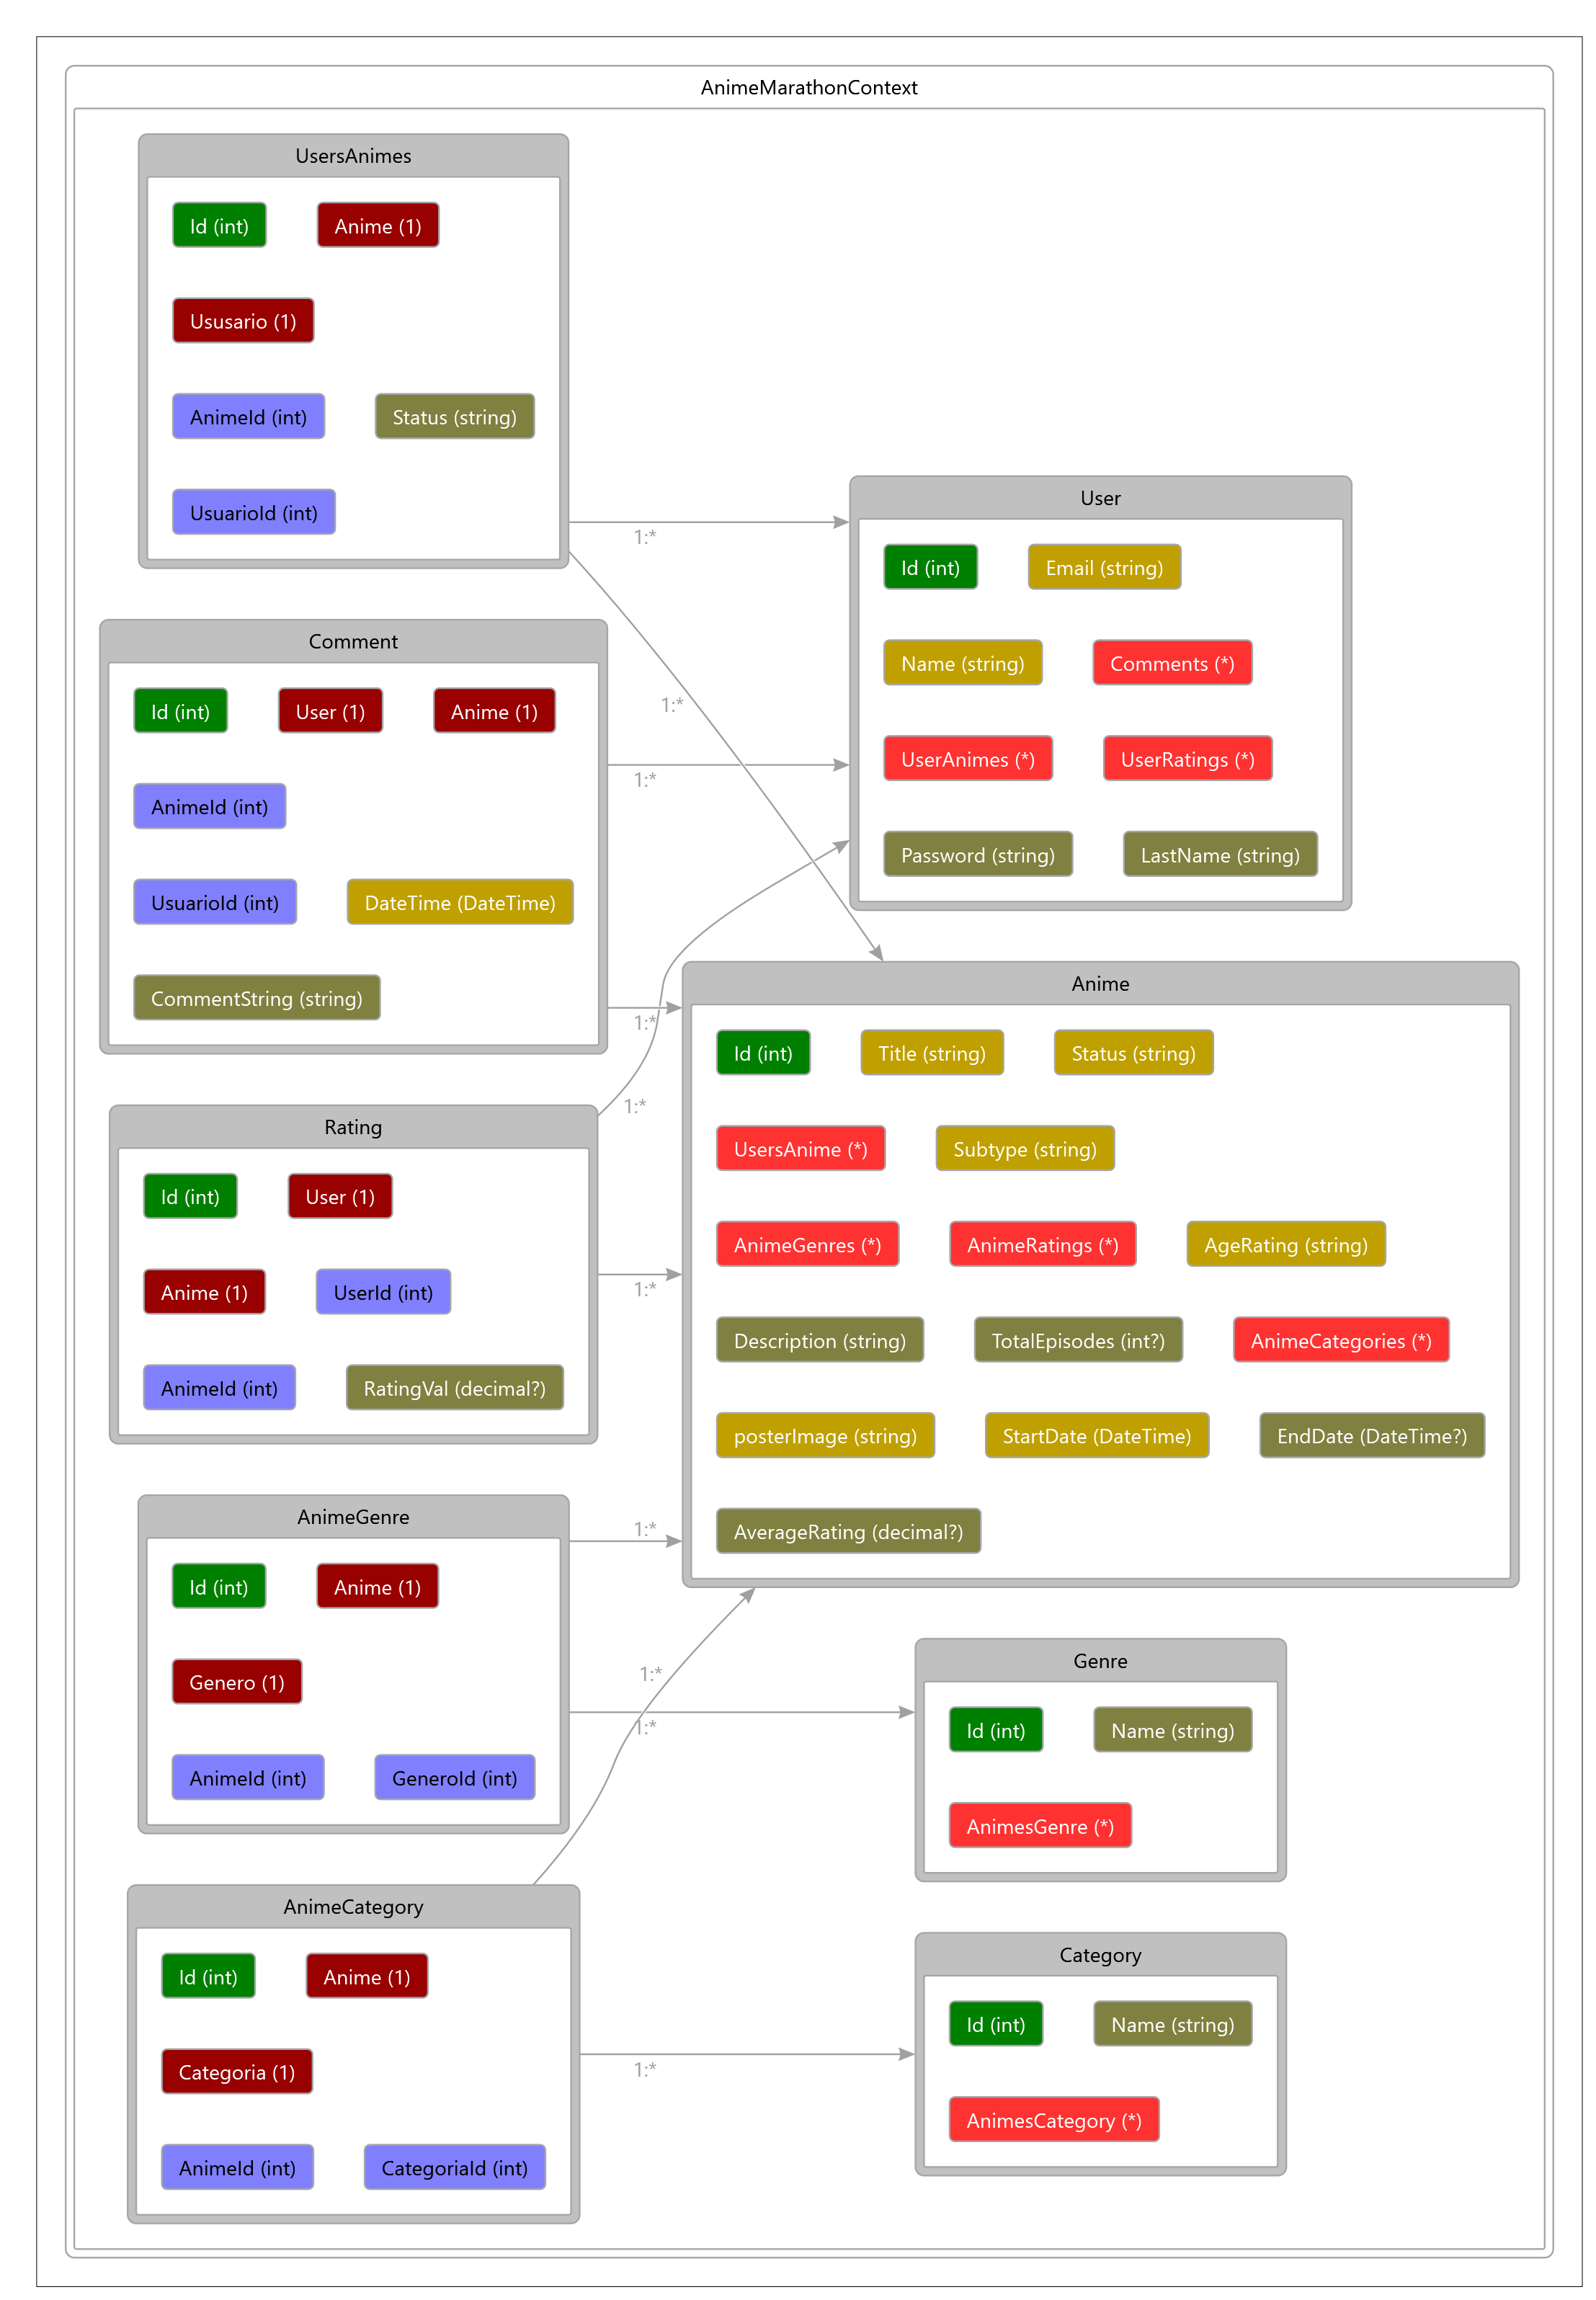 AnimeMarathonContext
UsersAnimes
Id (int) Anime (1)
Ususario (1)
AnimeId (int) Status (string)
UsuarioId (int)
1:*
1:*
User
Id (int) Email (string)
Name (string) Comments (*)
UserAnimes (*) UserRatings (*)
Password (string) LastName (string)
Comment
Id (int) User (1) Anime (1)
AnimeId (int)
UsuarioId (int) DateTime (DateTime)
CommentString (string)
1:*
1:*
1:*
Anime
Id (int) Title (string) Status (string)
UsersAnime (*) Subtype (string)
AnimeGenres (*) AnimeRatings (*) AgeRating (string)
Description (string) TotalEpisodes (int?) AnimeCategories (*)
posterImage (string) StartDate (DateTime) EndDate (DateTime?)
AverageRating (decimal?)
Rating
Id (int) User (1)
Anime (1) UserId (int)
AnimeId (int) RatingVal (decimal?)
1:*
AnimeGenre
Id (int) Anime (1)
Genero (1)
AnimeId (int) GeneroId (int)
1:*
1:*
1:*
Genre
Id (int) Name (string)
AnimesGenre (*)
AnimeCategory
Id (int) Anime (1)
Categoria (1)
AnimeId (int) CategoriaId (int)
1:*
Category
Id (int) Name (string)
AnimesCategory (*)